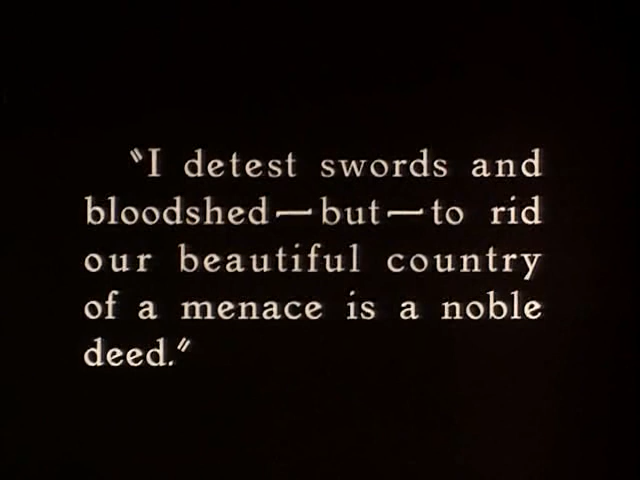 "I detest swords and
bloodshed—but—to rid
our beautiful country
of a menace is a noble
deed."